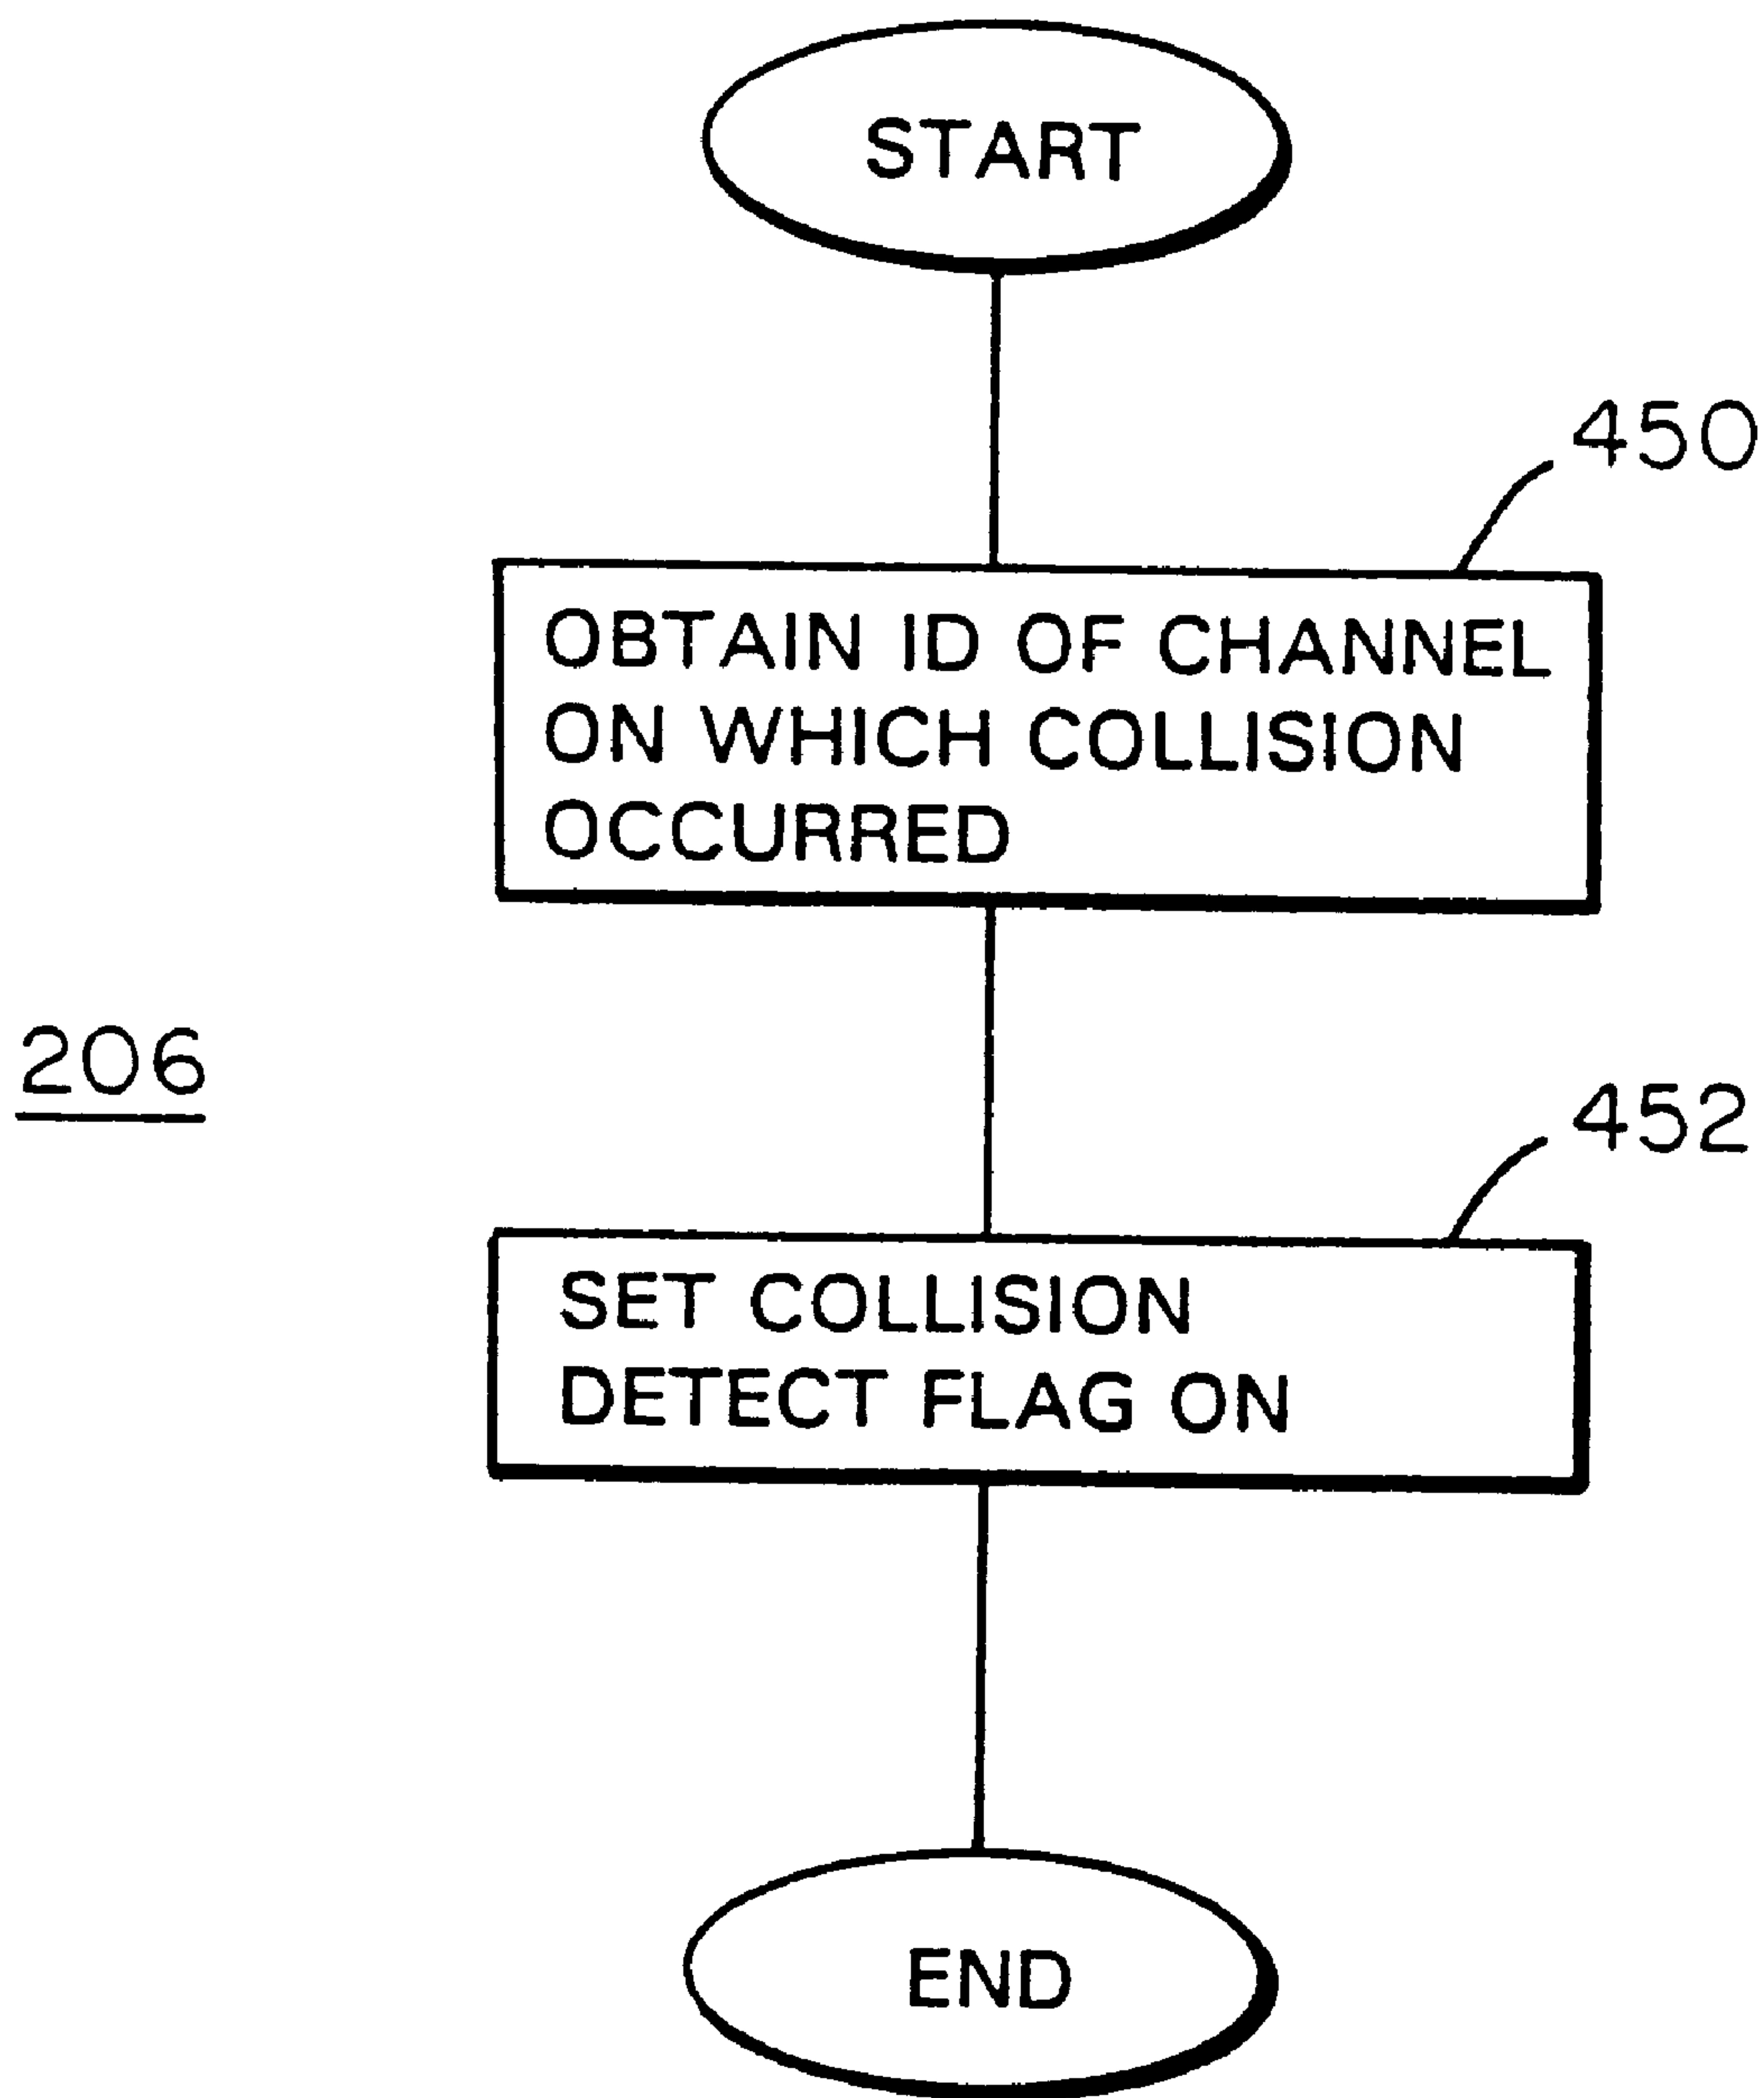 START
450
OBTAIN ID OF CHANNEL
ON WHICH COLLISION
OCCURRED
206
452
SET COLLISION
DETECT FLAG ON
END